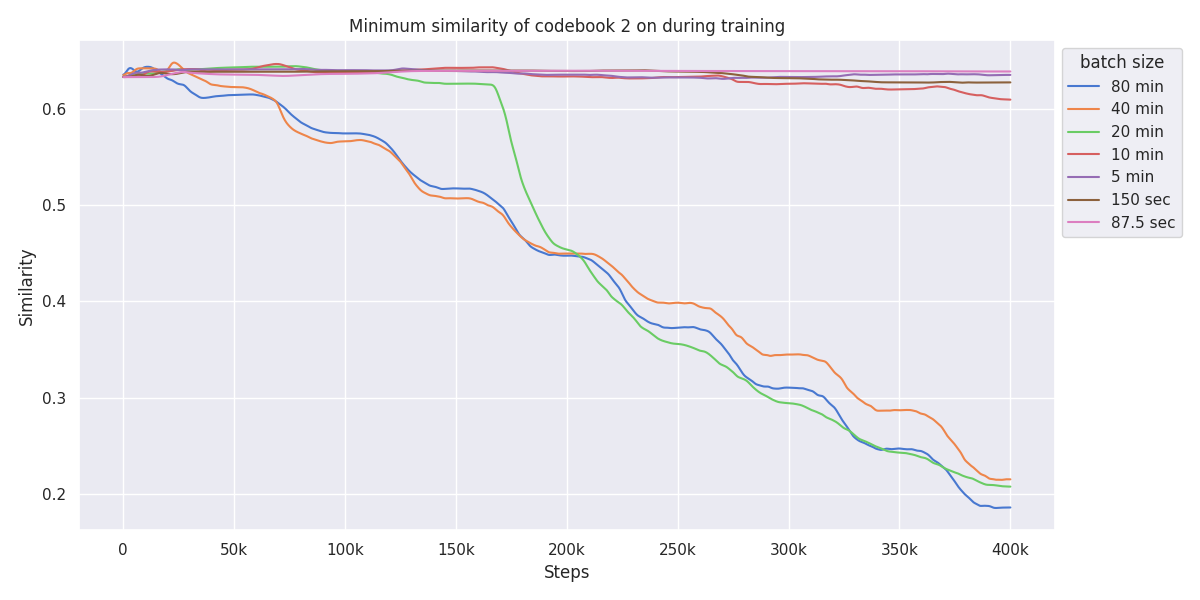 Minimum similarity of codebook 2 on during training
batch size
80 min
40 min
20 min
10 min
5 min
150 sec
87.5 sec
Similarity
0.6
0.5
0.4
0.3
0.2
0 50k 100k 150k 200k 250k 300k 350k 400k
Steps